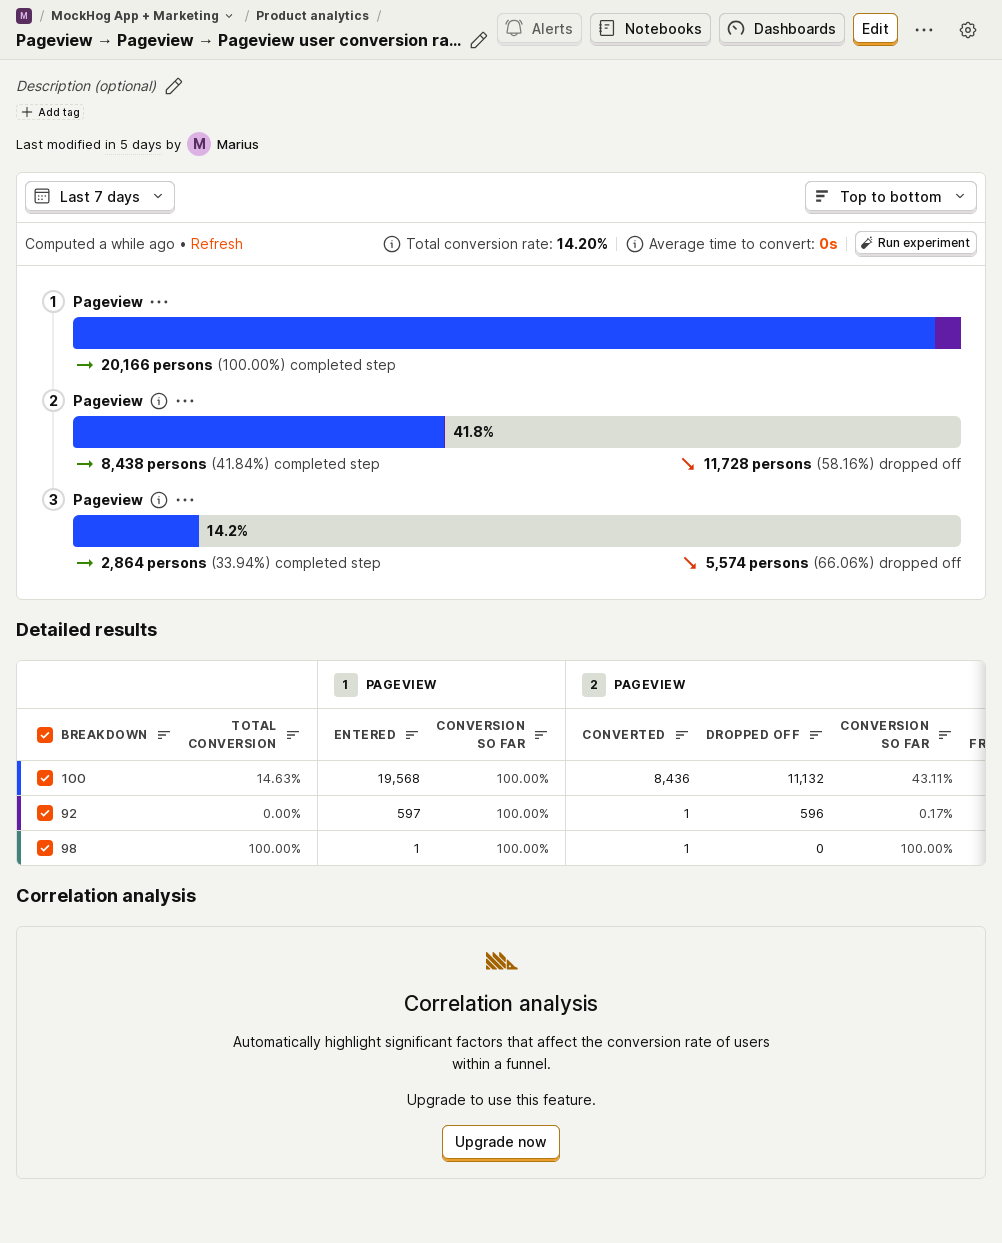 M / MockHog App + Marketing / Product analytics /
Pageview → Pageview → Pageview user conversion ra...
Alerts Notebooks Dashboards Edit
Description (optional)
Add tag
Last modified in 5 days by M Marius
Last 7 days Top to bottom
Computed a while ago • Refresh Total conversion rate: 14.20% Average time to convert: 0s Run experiment
1 Pageview
20,166 persons (100.00%) completed step
2 Pageview
41.8%
8,438 persons (41.84%) completed step 11,728 persons (58.16%) dropped off
3 Pageview
14.2%
2,864 persons (33.94%) completed step 5,574 persons (66.06%) dropped off
Detailed results
1 PAGEVIEW 2 PAGEVIEW
BREAKDOWN TOTAL CONVERSION ENTERED CONVERSION SO FAR CONVERTED DROPPED OFF CONVERSION SO FAR FR
100 14.63% 19,568 100.00% 8,436 11,132 43.11%
92 0.00% 597 100.00% 1 596 0.17%
98 100.00% 1 100.00% 1 0 100.00%
Correlation analysis
Correlation analysis
Automatically highlight significant factors that affect the conversion rate of users
within a funnel.
Upgrade to use this feature.
Upgrade now